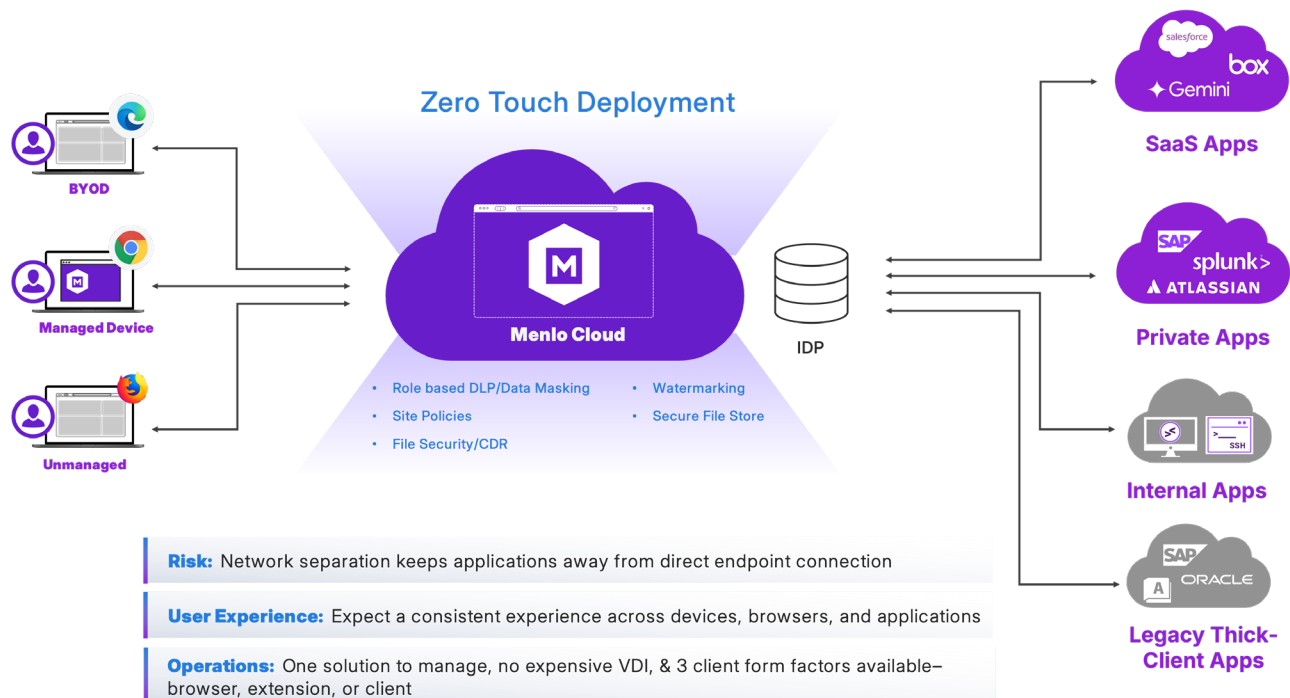 Zero Touch Deployment
BYOD
Managed Device
Unmanaged
M
M
Menlo Cloud
IDP
• Role based DLP/Data Masking
• Site Policies
• File Security/CDR
• Watermarking
• Secure File Store
salesforce
box
Gemini
SaaS Apps
SAP
splunk>
ATLASSIAN
Private Apps
>_
SSH
Internal Apps
SAP
A
ORACLE
Legacy Thick-
Client Apps
Risk: Network separation keeps applications away from direct endpoint connection
User Experience: Expect a consistent experience across devices, browsers, and applications
Operations: One solution to manage, no expensive VDI, & 3 client form factors available–
browser, extension, or client